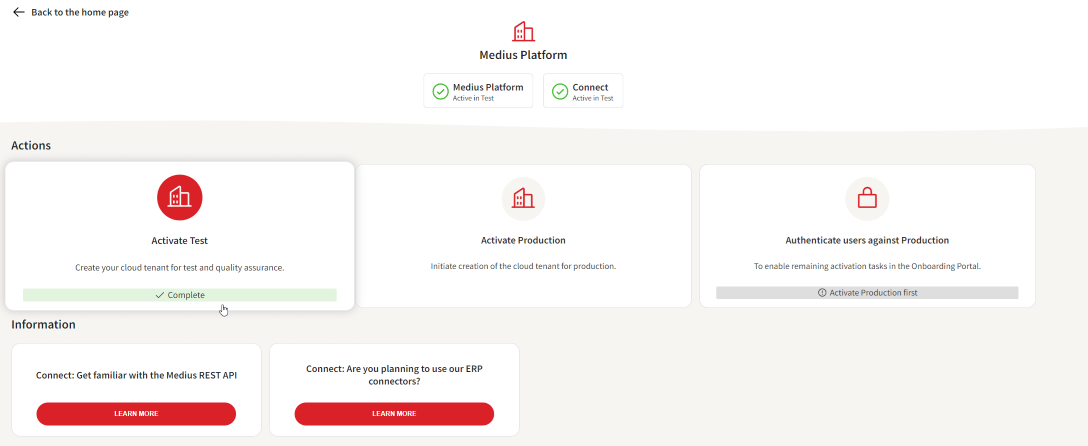 Back to the home page
Medius Platform
Medius Platform
Active in Test
Connect
Active in Test
Actions
Activate Test
Create your cloud tenant for test and quality assurance.
Complete
Activate Production
Initiate creation of the cloud tenant for production.
Authenticate users against Production
To enable remaining activation tasks in the Onboarding Portal.
Activate Production first
Information
Connect: Get familiar with the Medius REST API
LEARN MORE
Connect: Are you planning to use our ERP
connectors?
LEARN MORE